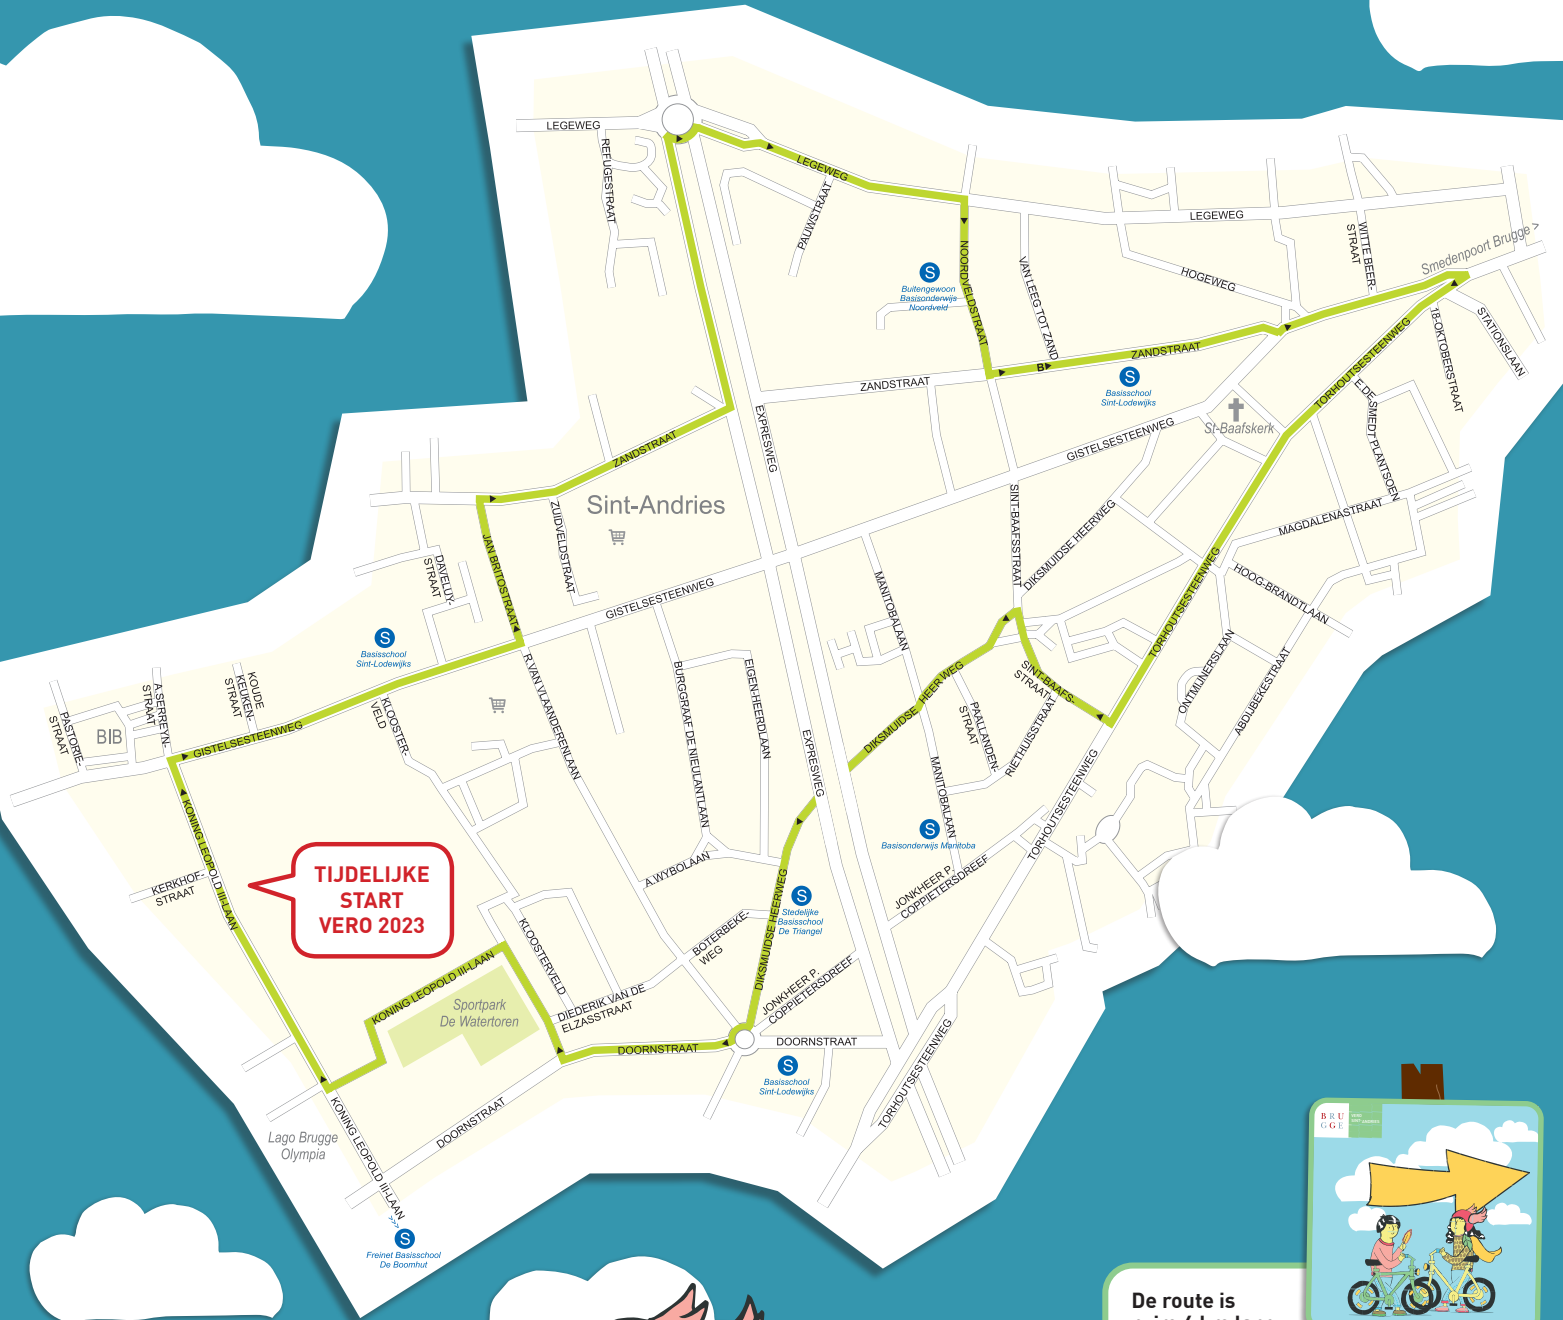 LEGEWEG
REFUGESTRAAT
LEGEWEG
PAUWSTRAAT
LEGEWEG
WITTE BEER-
STRAAT
Smedenpoort Brugge >
NOORDVELDSTRAAT
VAN LEEG TOT ZAND
HOGEWEG
S
Buitengewoon
Basisonderwijs
Noordveld
18-OKTOBERSTRAAT
STATIONSLAAN
ZANDSTRAAT
B
ZANDSTRAAT
S
Basisschool
Sint-Lodewijks
TORHOUTSESTEENWEG
E.DE SMEDT PLANTSOEN
EXPRESWEG
GISTELSESTEENWEG
St-Baafskerk
ZANDSTRAAT
Sint-Andries
ZUIDVELDSTRAAT
JAN BRITOSTRAAT
SINT-BAAFSSTRAAT
DIKSMUIDSE HEERWEG
MAGDALENASTRAAT
DAVELUY-
STRAAT
GISTELSESTEENWEG
MANITOBALAAN
TORHOUTSESTEENWEG
HOOG-BRANDTLAAN
S
Basisschool
Sint-Lodewijks
PASTORIE-
STRAAT
BIB
A.SERREYN-
STRAAT
KOUDE
KEUKEN-
STRAAT
GISTELSESTEENWEG
KLOOSTER-
VELD
R.VAN VLAANDERENLAAN
BURGGRAAF DE NIEULANTLAAN
EIGEN-HEERDLAAN
EXPRESWEG
DIKSMUIDSE HEERWEG
SINT-BAAFS-
STRAAT
PAALLANDEN-
STRAAT
RIETHUISSTRAAT
ONTMIJNERSLAAN
ABDIJBEKESTRAAT
MANITOBALAAN
TORHOUTSESTEENWEG
KONING LEOPOLD III-LAAN
KERKHOF-
STRAAT
TIJDELIJKE
START
VERO 2023
A.WYBOLAAN
S
Basisonderwijs Manitoba
JONKHEER P.
COPPIETERSDREEF
DIKSMUIDSE HEERWEG
S
Stedelijke
Basisschool
De Triangel
BOTERBEKE-
WEG
KLOOSTERVELD
KONING LEOPOLD III-LAAN
Sportpark
De Watertoren
DIEDERIK VAN DE
ELZASSTRAAT
JONKHEER P.
COPPIETERSDREEF
DOORNSTRAAT
DOORNSTRAAT
S
Basisschool
Sint-Lodewijks
TORHOUTSESTEENWEG
DOORNSTRAAT
Lago Brugge
Olympia
KONING LEOPOLD III-LAAN
>>>
S
Freinet Basisschool
De Boomhut
BRU
GGE
De route is